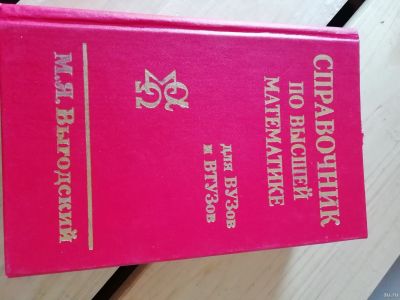 СПРАВОЧНИК
ПО ВЫСШЕЙ
МАТЕМАТИКЕ
ДЛЯ ВУЗОВ
И ВТУЗОВ
М.Я. Выгодский